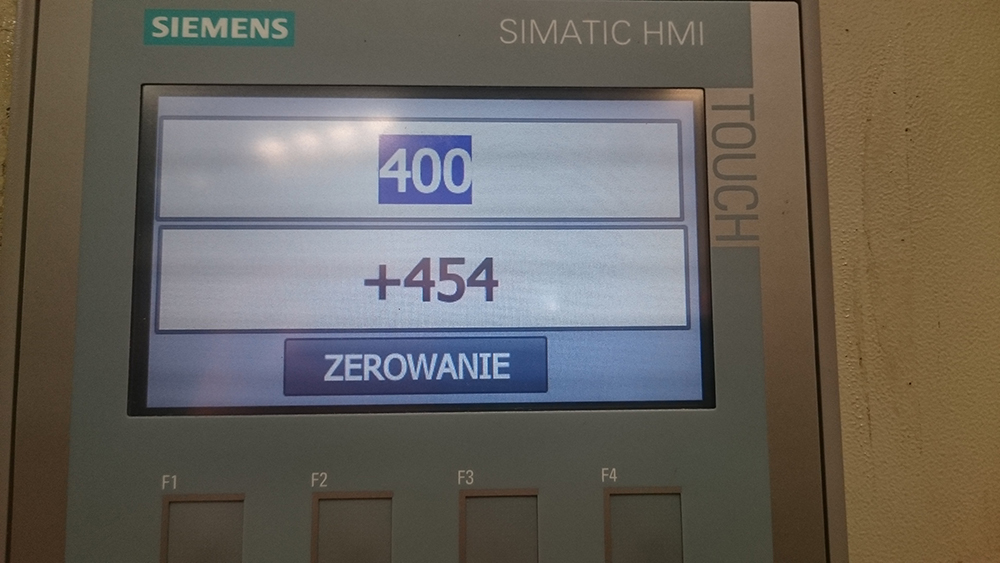 SIEMENS
SIMATIC HMI
TOUCH
400
+454
ZEROWANIE
F1
F2
F3
F4